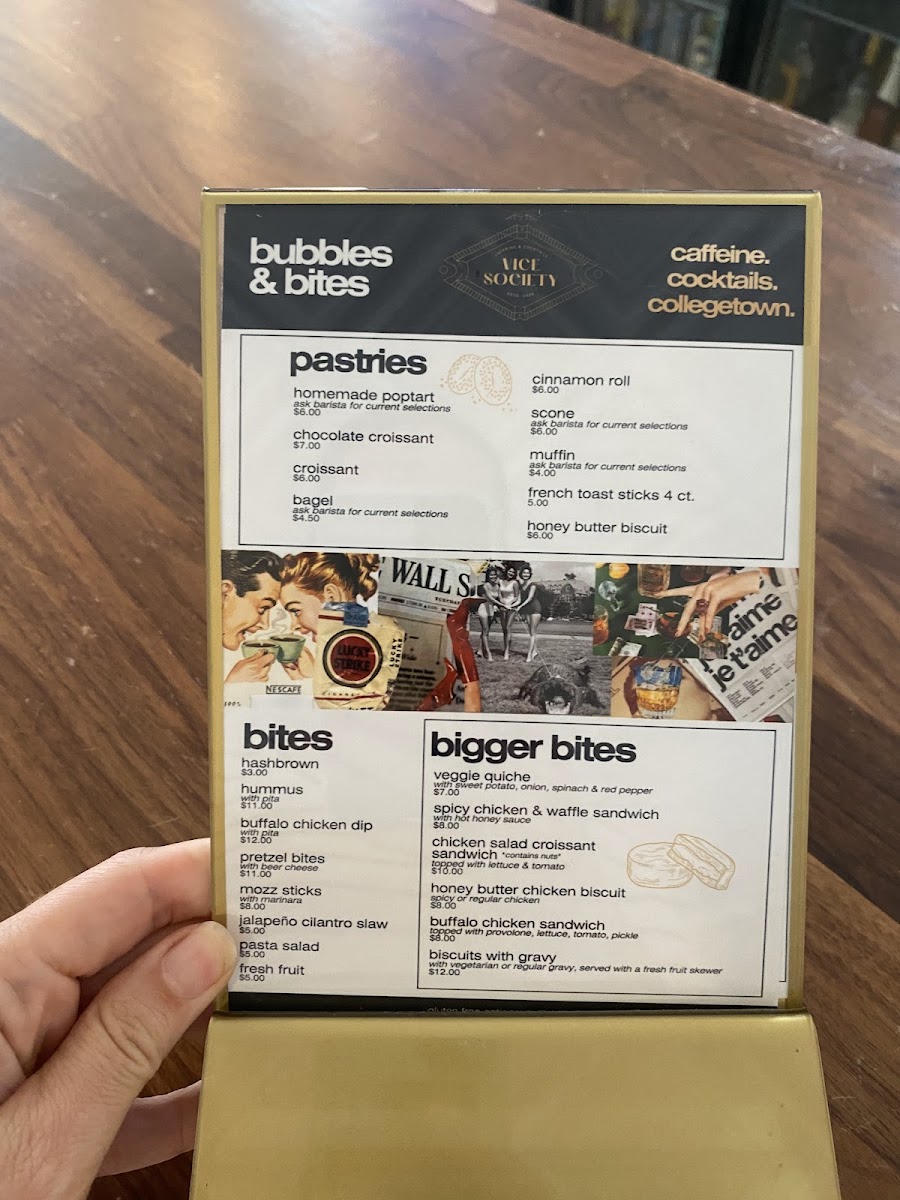 bubbles
& bites
VICE
SOCIETY
caffeine.
cocktails.
collegetown.
pastries
homemade poptart
ask barista for current selections
$6.00
chocolate croissant
$7.00
croissant
$6.00
bagel
ask barista for current selections
$4.50
cinnamon roll
$6.00
scone
ask barista for current selections
$6.00
muffin
ask barista for current selections
$4.00
french toast sticks 4 ct.
5.00
honey butter biscuit
$6.00
NESCAFÉ
100%
LUCKY
STRIKE
LUCKY
STRIKE
WALL S
t'aime
je t'aime
bites
hashbrown
$3.00
hummus
with pita
$11.00
buffalo chicken dip
with pita
$12.00
pretzel bites
with beer cheese
$11.00
mozz sticks
with marinara
$8.00
jalapeño cilantro slaw
$5.00
pasta salad
$5.00
fresh fruit
$5.00
bigger bites
veggie quiche
with sweet potato, onion, spinach & red pepper
$7.00
spicy chicken & waffle sandwich
with hot honey sauce
$8.00
chicken salad croissant
sandwich *contains nuts*
topped with lettuce & tomato
$10.00
honey butter chicken biscuit
spicy or regular chicken
$8.00
buffalo chicken sandwich
topped with provolone, lettuce, tomato, pickle
$8.00
biscuits with gravy
with vegetarian or regular gravy, served with a fresh fruit skewer
$12.00